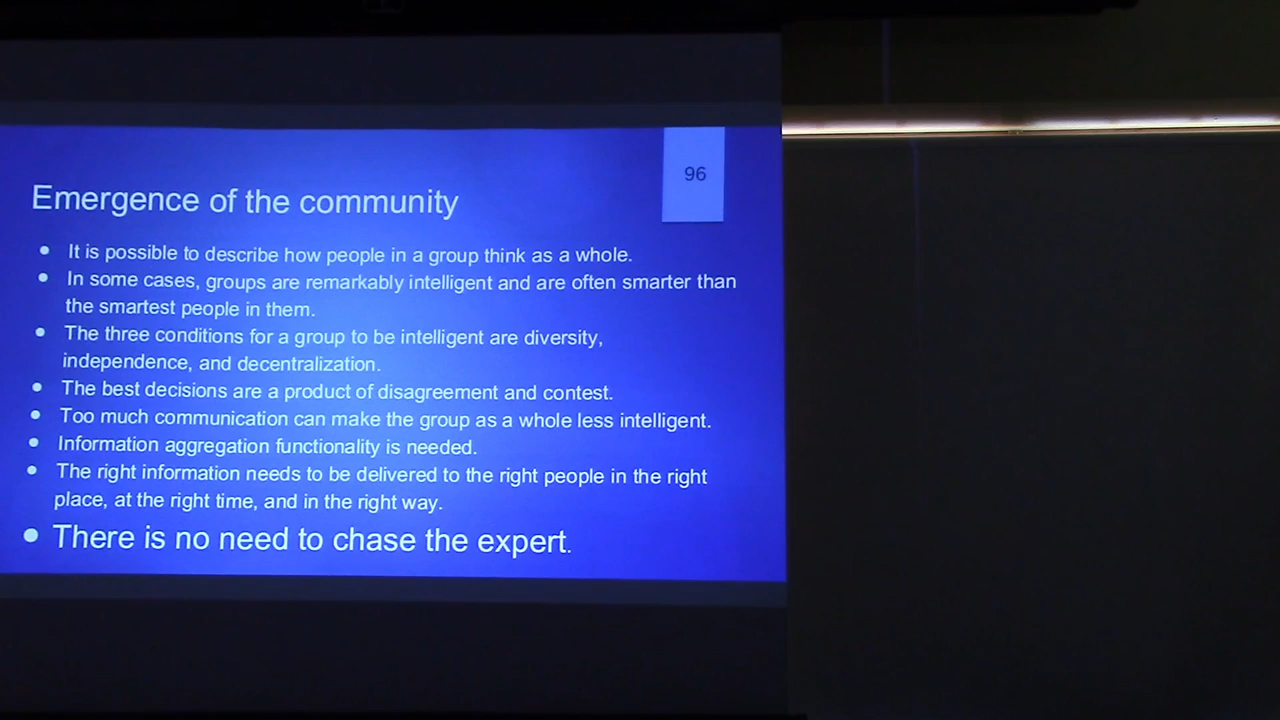 96
Emergence of the community
● It is possible to describe how people in a group think as a whole.
● In some cases, groups are remarkably intelligent and are often smarter than
the smartest people in them.
● The three conditions for a group to be intelligent are diversity,
independence, and decentralization.
● The best decisions are a product of disagreement and contest.
● Too much communication can make the group as a whole less intelligent.
● Information aggregation functionality is needed.
● The right information needs to be delivered to the right people in the right
place, at the right time, and in the right way.
● There is no need to chase the expert.